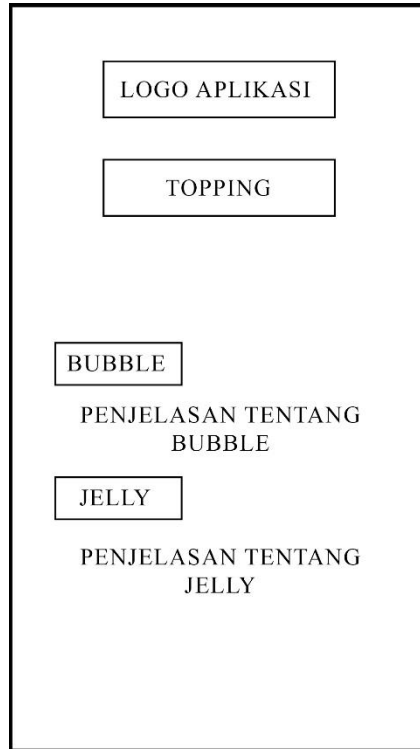 LOGO APLIKASI
TOPPING
BUBBLE
PENJELASAN TENTANG
BUBBLE
JELLY
PENJELASAN TENTANG
JELLY